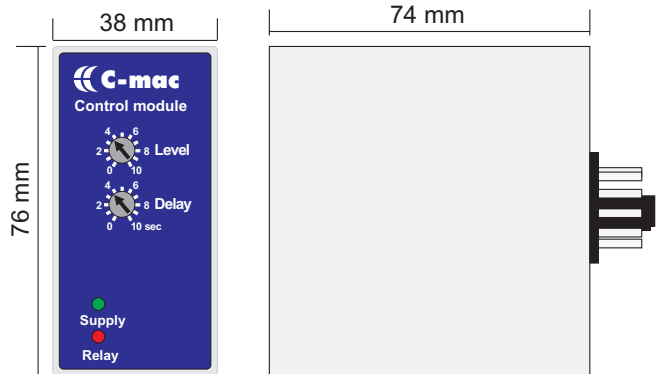 38 mm
74 mm
76 mm
C-mac
Control module
4 6
2 8 Level
0 10
4 6
2 8 Delay
0 10 sec
Supply
Relay